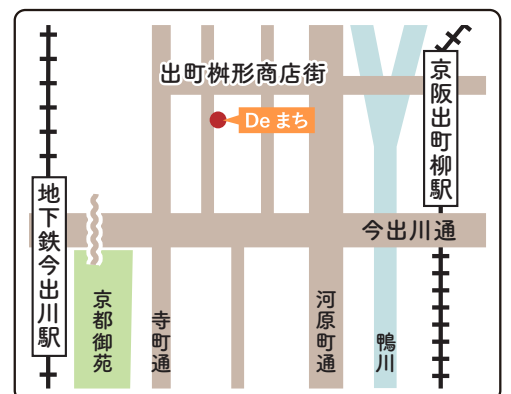 出町桝形商店街
De まち
京阪出町柳駅
地下鉄今出川駅
今出川通
京都御苑
寺町通
河原町通
鴨川